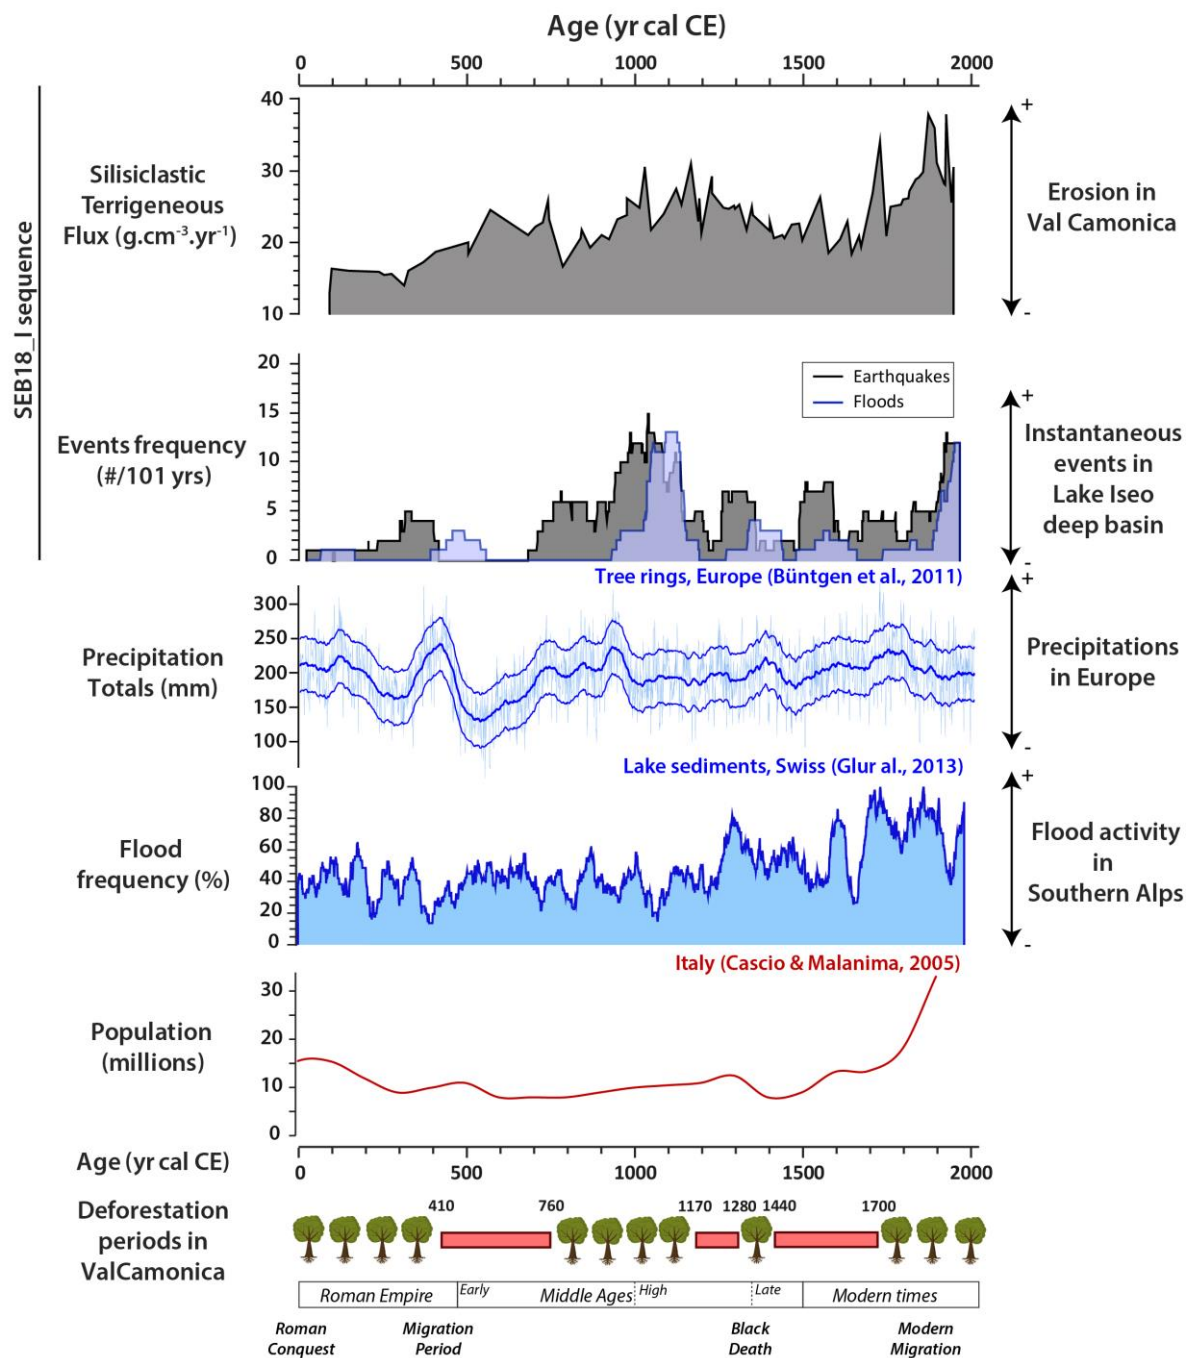 Age (yr cal CE)
0 500 1000 1500 2000
SEB18_I sequence
Silisiclastic
Terrigeneous
Flux (g.cm-3.yr-1)
40
30
20
10
+
Erosion in
Val Camonica
-
Events frequency
(#/101 yrs)
20
15
10
5
0
Earthquakes
Floods
+
Instantaneous
events in
Lake Iseo
deep basin
-
Tree rings, Europe (Büntgen et al., 2011)
Precipitation
Totals (mm)
300
250
200
150
100
+
Precipitations
in Europe
-
Lake sediments, Swiss (Glur al., 2013)
Flood
frequency (%)
100
80
60
40
20
0
+
Flood activity
in
Southern Alps
-
Italy (Cascio & Malanima, 2005)
Population
(millions)
30
20
10
0
Age (yr cal CE)
0 500 1000 1500 2000
Deforestation
periods in
ValCamonica
410 760 1170 1280 1440 1700
Roman Empire Early Middle Ages High Late Modern times
Roman
Conquest
Migration
Period
Black
Death
Modern
Migration